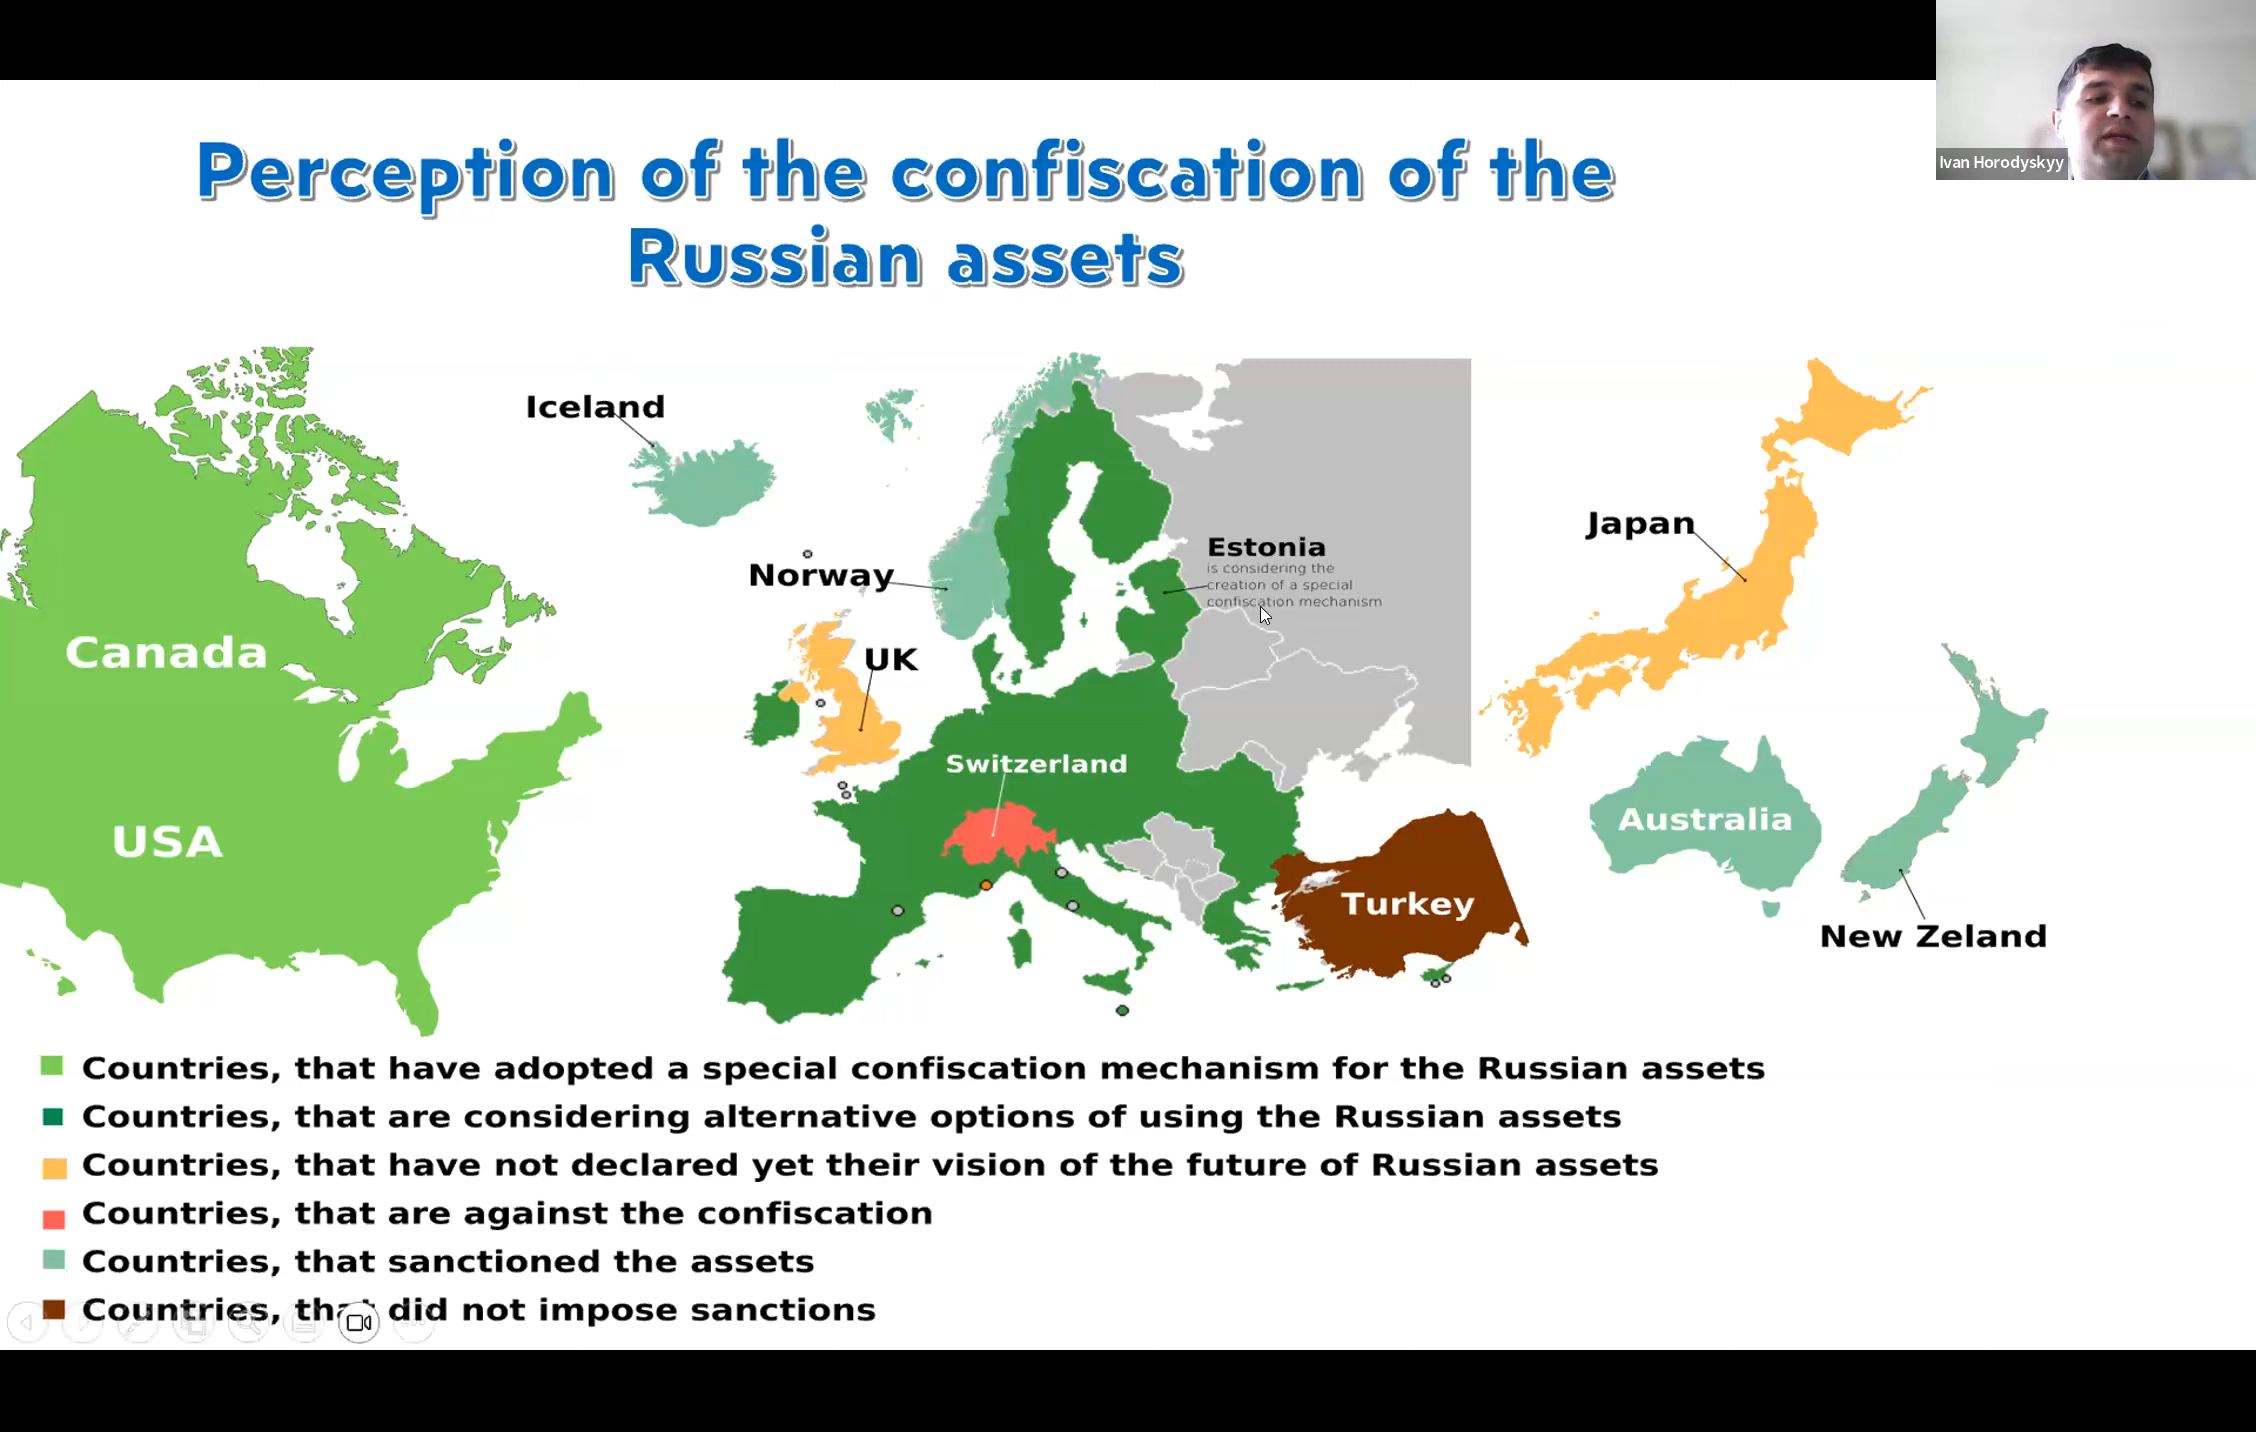 Ivan Horodyskyy
Perception of the confiscation of the
Russian assets
Iceland
Norway
UK
Estonia
is considering the
creation of a special
confiscation mechanism
Japan
Canada
USA
Switzerland
Turkey
Australia
New Zeland
Countries, that have adopted a special confiscation mechanism for the Russian assets
Countries, that are considering alternative options of using the Russian assets
Countries, that have not declared yet their vision of the future of Russian assets
Countries, that are against the confiscation
Countries, that sanctioned the assets
Countries, that did not impose sanctions